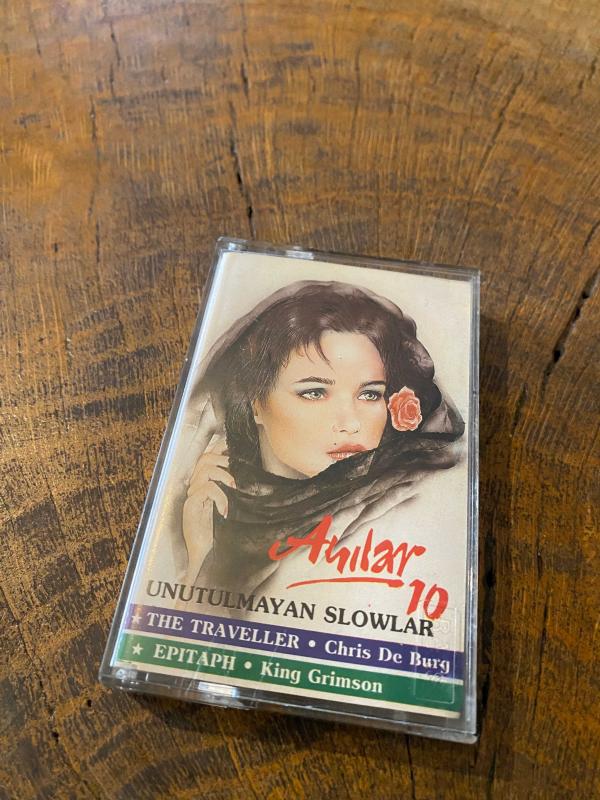 Anılar
10
UNUTULMAYAN SLOWLAR
★ THE TRAVELLER • Chris De Burg
★ EPITAPH • King Grimson